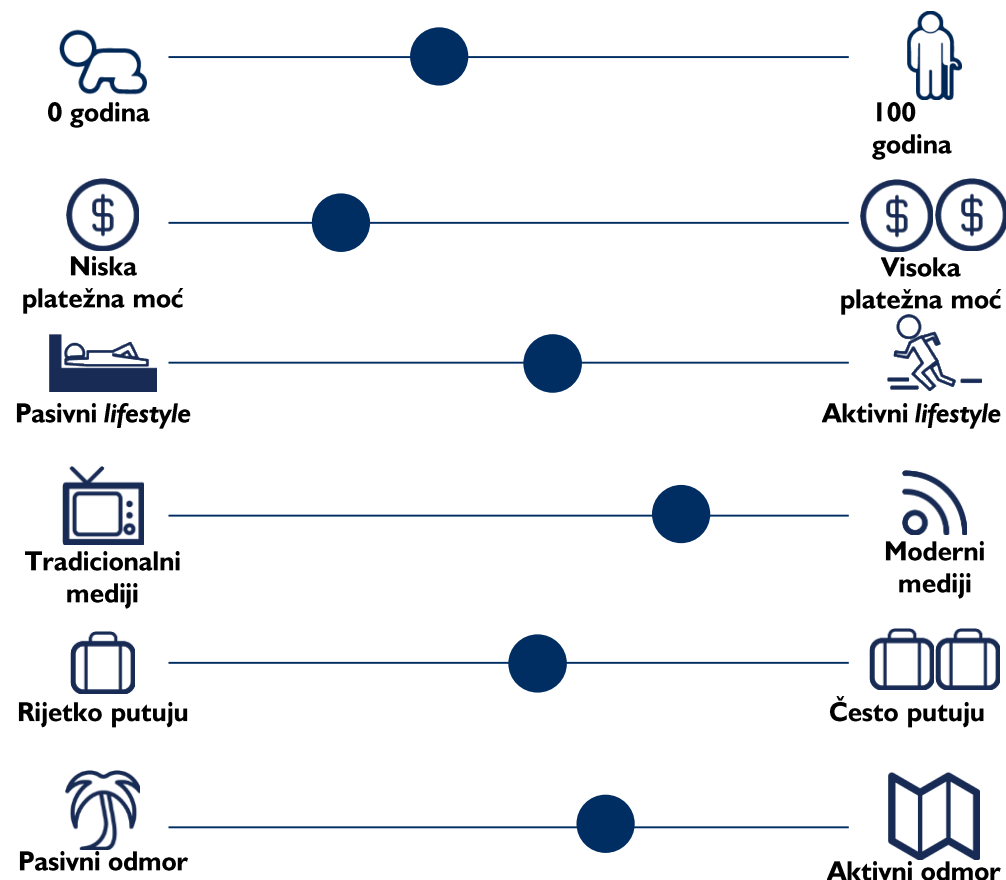 0 godina
100
godina
$
$ $
Niska
platežna moć
Visoka
platežna moć
Pasivni lifestyle
Aktivni lifestyle
Tradicionalni
mediji
Moderni
mediji
Rijetko putuju
Često putuju
Pasivni odmor
Aktivni odmor